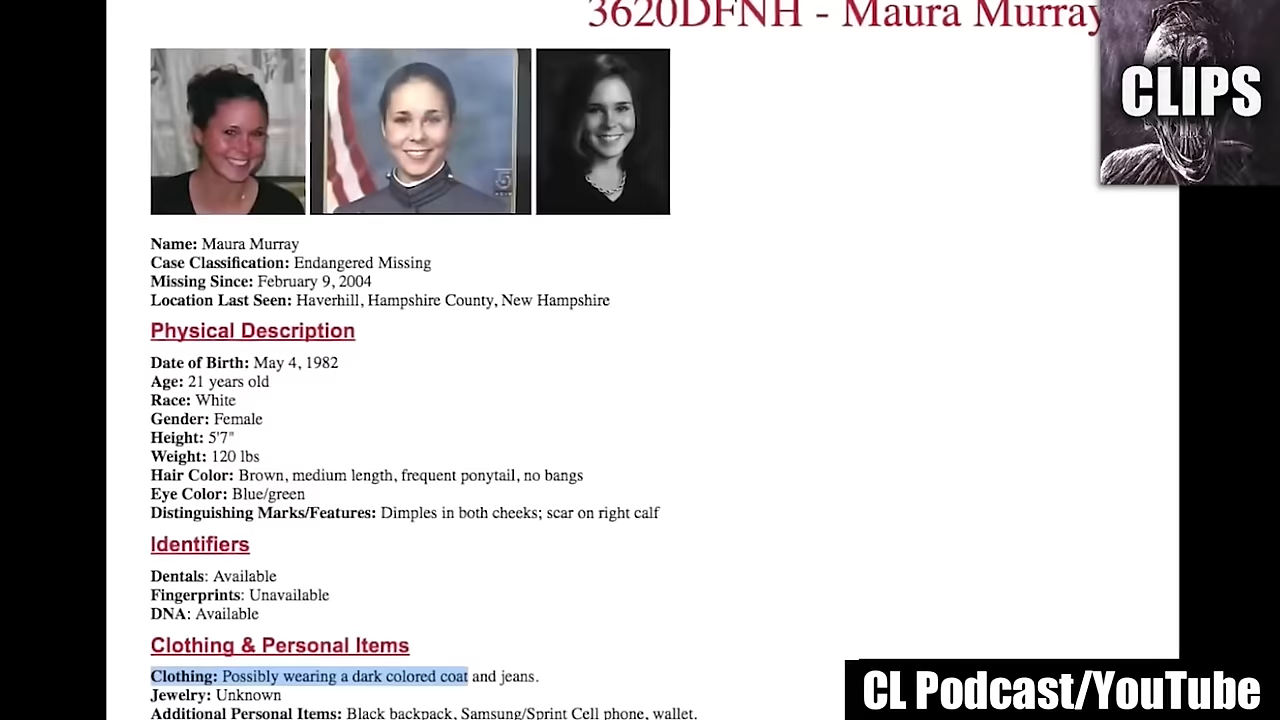 3620DFNH - Maura Murray
CLIPS
Name: Maura Murray
Case Classification: Endangered Missing
Missing Since: February 9, 2004
Location Last Seen: Haverhill, Hampshire County, New Hampshire
Physical Description
Date of Birth: May 4, 1982
Age: 21 years old
Race: White
Gender: Female
Height: 5'7"
Weight: 120 lbs
Hair Color: Brown, medium length, frequent ponytail, no bangs
Eye Color: Blue/green
Distinguishing Marks/Features: Dimples in both cheeks; scar on right calf
Identifiers
Dentals: Available
Fingerprints: Unavailable
DNA: Available
Clothing & Personal Items
Clothing: Possibly wearing a dark colored coat and jeans.
Jewelry: Unknown
Additional Personal Items: Black backpack, Samsung/Sprint Cell phone, wallet.
CL Podcast/YouTube